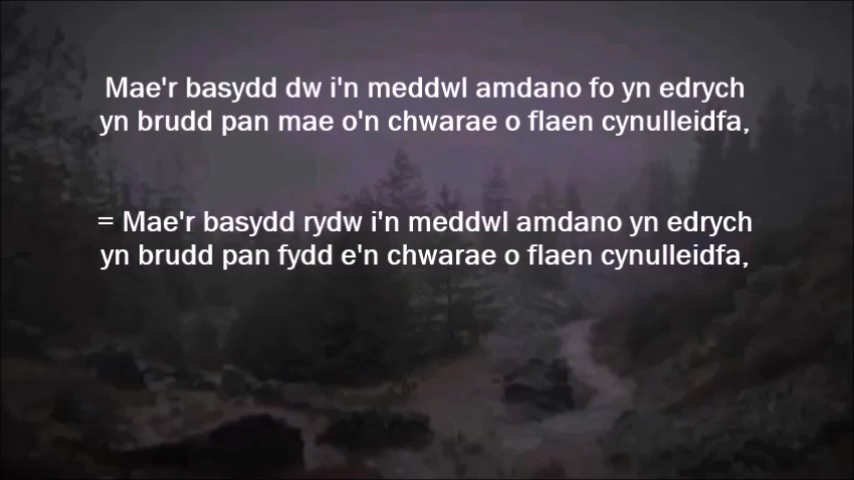 Mae'r basydd dw i'n meddwl amdano fo yn edrych
yn brudd pan mae o'n chwarae o flaen cynulleidfa,
= Mae'r basydd rydw i'n meddwl amdano yn edrych
yn brudd pan fydd e'n chwarae o flaen cynulleidfa,